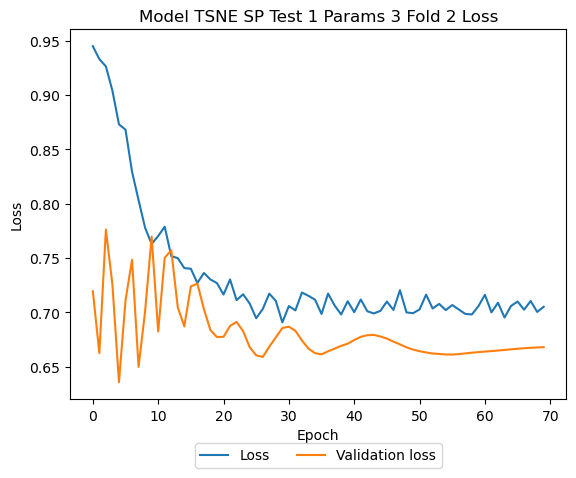 Model TSNE SP Test 1 Params 3 Fold 2 Loss
0.95
0.90
0.85
0.80
0.75
0.70
0.65
Loss
0 10 20 30 40 50 60 70
Epoch
Loss Validation loss